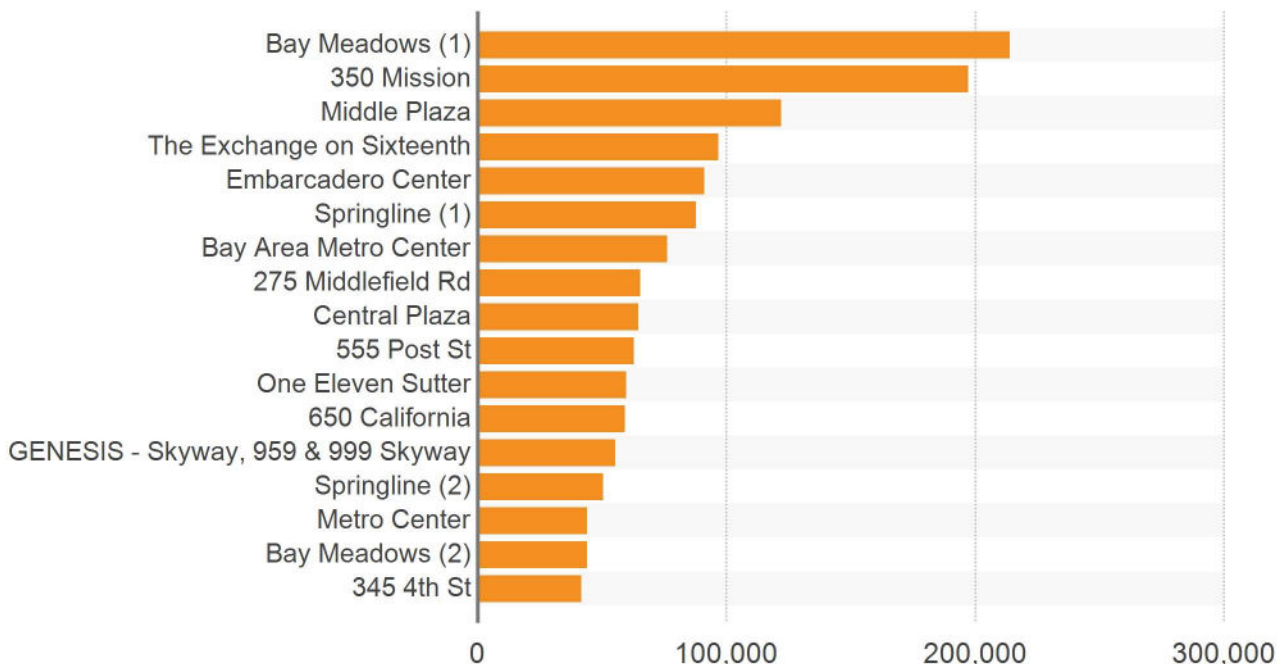 Bay Meadows (1)
350 Mission
Middle Plaza
The Exchange on Sixteenth
Embarcadero Center
Springline (1)
Bay Area Metro Center
275 Middlefield Rd
Central Plaza
555 Post St
One Eleven Sutter
650 California
GENESIS - Skyway, 959 & 999 Skyway
Springline (2)
Metro Center
Bay Meadows (2)
345 4th St
0 100,000 200,000 300,000